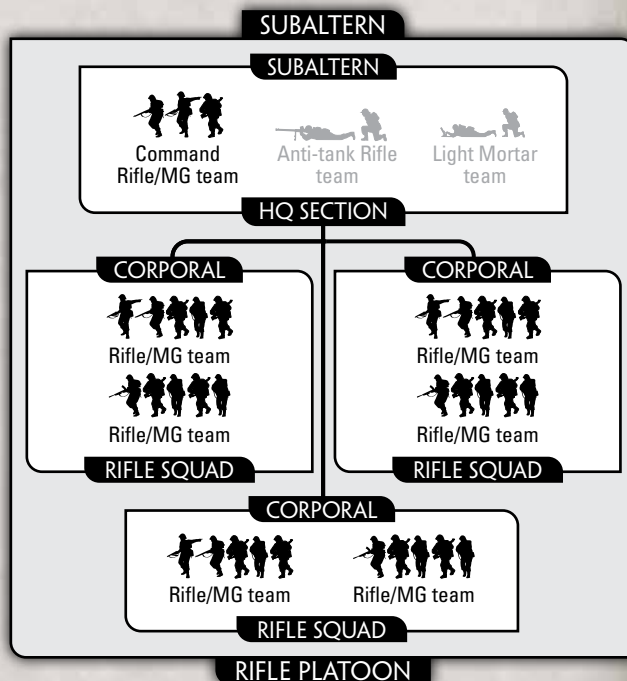 SUBALTERN
SUBALTERN
Command
Rifle/MG team
Anti-tank Rifle
team
Light Mortar
team
HQ SECTION
CORPORAL
Rifle/MG team
Rifle/MG team
RIFLE SQUAD
CORPORAL
Rifle/MG team
Rifle/MG team
RIFLE SQUAD
CORPORAL
Rifle/MG team
Rifle/MG team
RIFLE SQUAD
RIFLE PLATOON